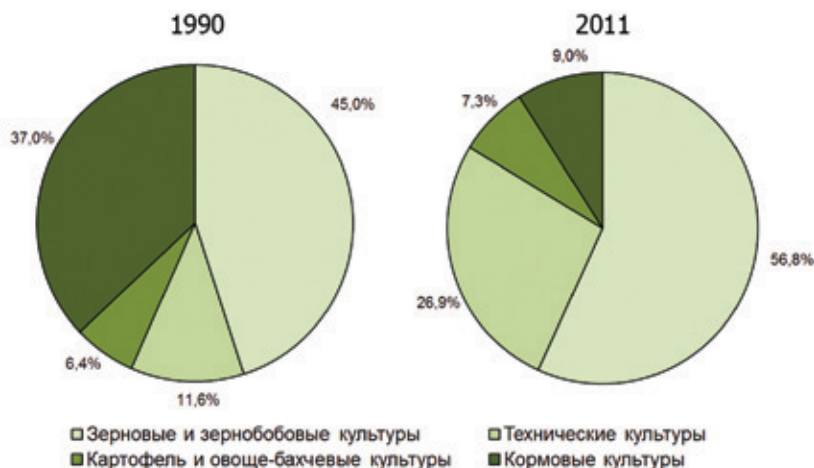 1990
2011
45,0%
37,0%
6,4%
11,6%
9,0%
7,3%
26,9%
56,8%
Зерновые и зернобобовые культуры
Технические культуры
Картофель и овоще-бахчевые культуры
Кормовые культуры